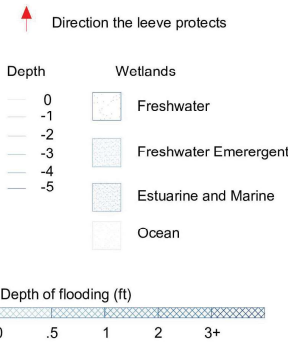 Direction the leeve protects
Depth
0
-1
-2
-3
-4
-5
Wetlands
Freshwater
Freshwater Emerergent
Estuarine and Marine
Ocean
Depth of flooding (ft)
0 .5 1 2 3+